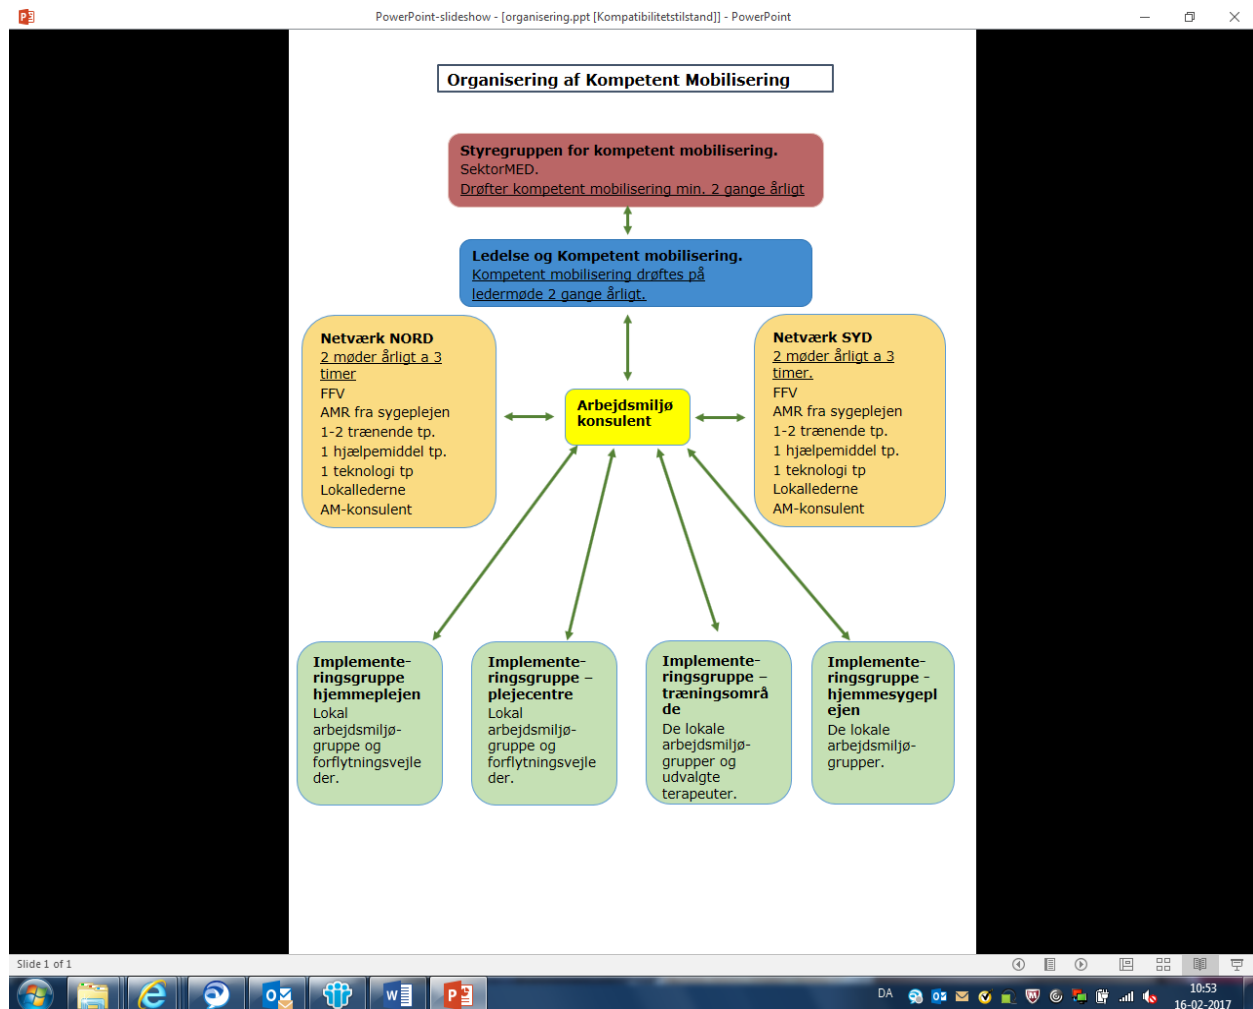 PowerPoint-slideshow - [organisering.ppt [Kompatibilitetstilstand]] - PowerPoint
Organisering af Kompetent Mobilisering
Styregruppen for kompetent mobilisering.
SektorMED.
Drøfter kompetent mobilisering min. 2 gange årligt
Ledelse og Kompetent mobilisering.
Kompetent mobilisering drøftes på
ledermøde 2 gange årligt.
Netværk NORD
2 møder årligt a 3
timer
FFV
AMR fra sygeplejen
1-2 trænende tp.
1 hjælpemiddel tp.
1 teknologi tp
Lokallederne
AM-konsulent
Arbejdsmiljø
konsulent
Netværk SYD
2 møder årligt a 3
timer.
FFV
AMR fra sygeplejen
1-2 trænende tp.
1 hjælpemiddel tp.
1 teknologi tp
Lokallederne
AM-konsulent
Implemente-
ringsgruppe
hjemmeplejen
Lokal
arbejdsmiljø-
gruppe og
forflytningsvejle
der.
Implemente-
ringsgruppe –
plejecentre
Lokal
arbejdsmiljø-
gruppe og
forflytningsvejle
der.
Implemente-
ringsgruppe –
træningsområ
de
De lokale
arbejdsmiljø-
grupper og
udvalgte
terapeuter.
Implemente-
ringsgruppe -
hjemmesygepl
ejen
De lokale
arbejdsmiljø-
grupper.
Slide 1 of 1
DA
10:53
16-02-2017